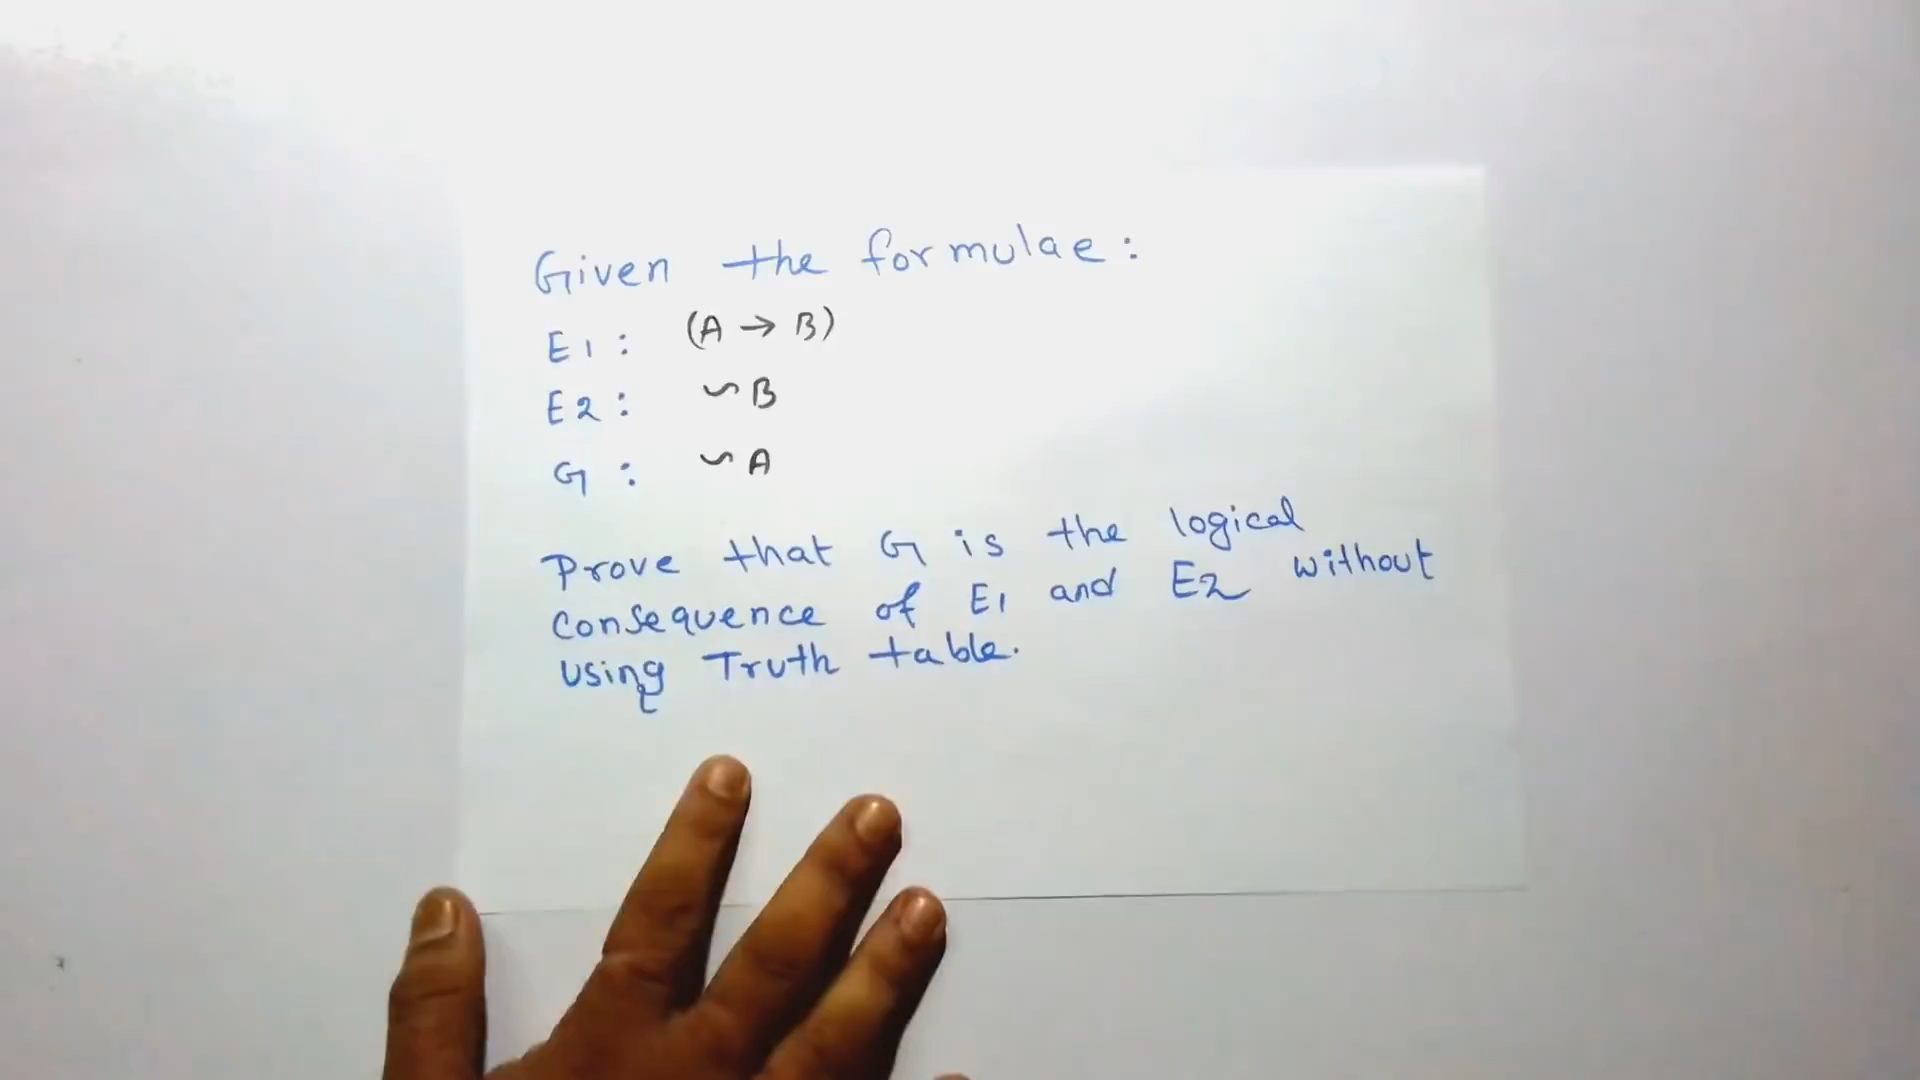 Given the formulae:
E1: (A → B)
E2: ~B
G: ~A
Prove that G is the logical
consequence of E1 and E2 without
using Truth table.